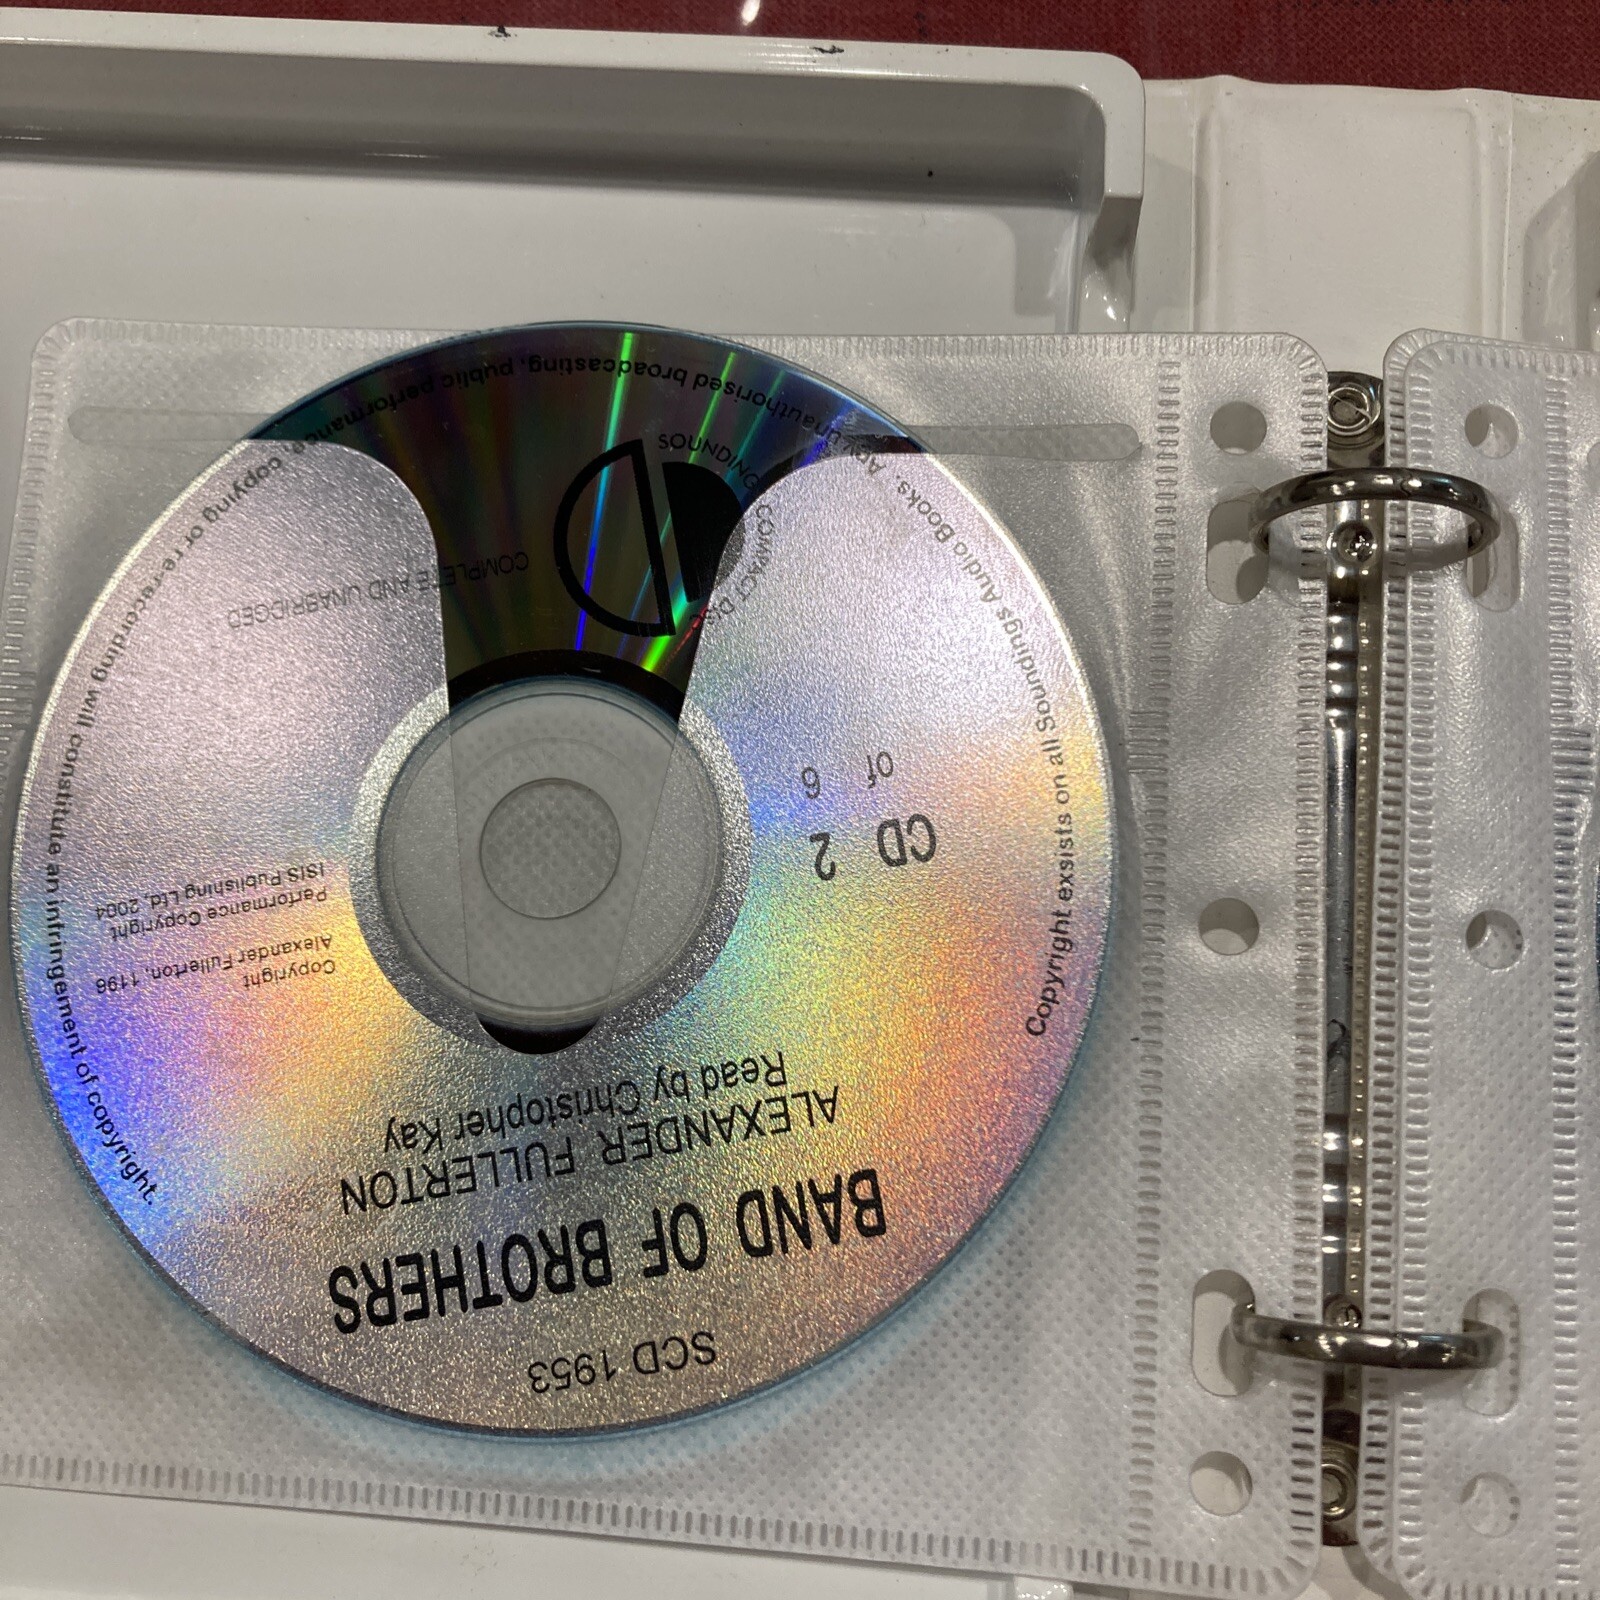 SCD 1953
BAND OF BROTHERS
ALEXANDER FULLERTON
Read by Christopher Kay
CD 2
of 6
Copyright
Alexander Fullerton, 1196
Performance Copyright
ISIS Publishing Ltd, 2004
SOUNDINGS COMPACT DISC
COMPLETE AND UNABRIDGED
Copyright exsists on all Soundings Audio Books. Any unauthorised broadcasting, public performance, copying or re-recording will constitute an infringement of copyright.